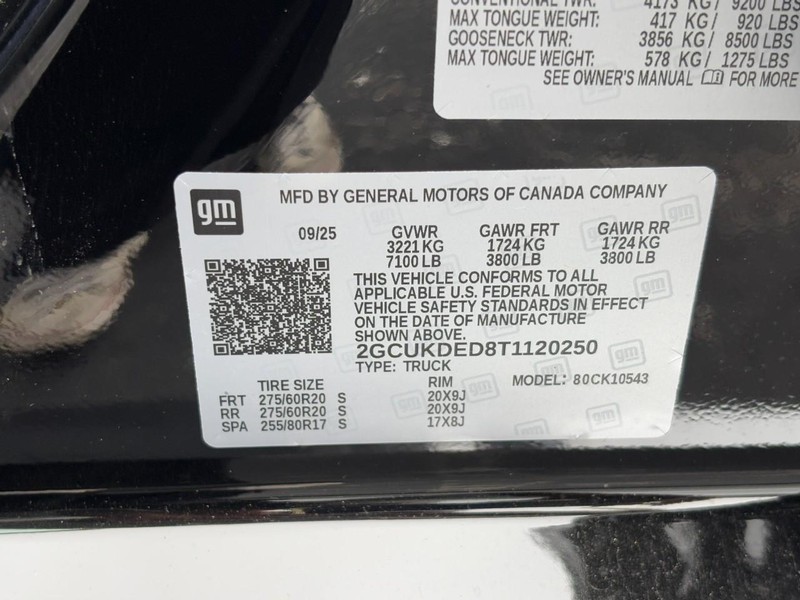 CONVENTIONAL TWR: 4173 KG/ 9200 LBS
MAX TONGUE WEIGHT: 417 KG/ 920 LBS
GOOSENECK TWR: 3856 KG/ 8500 LBS
MAX TONGUE WEIGHT: 578 KG/ 1275 LBS
SEE OWNER'S MANUAL FOR MORE
gm
MFD BY GENERAL MOTORS OF CANADA COMPANY
09/25 GVWR GAWR FRT GAWR RR
3221 KG 1724 KG 1724 KG
7100 LB 3800 LB 3800 LB
THIS VEHICLE CONFORMS TO ALL
APPLICABLE U.S. FEDERAL MOTOR
VEHICLE SAFETY STANDARDS IN EFFECT
ON THE DATE OF MANUFACTURE
SHOWN ABOVE.
2GCUKDED8T1120250
TYPE: TRUCK MODEL: 80CK10543
TIRE SIZE RIM
FRT 275/60R20 S 20X9J
RR 275/60R20 S 20X9J
SPA 255/80R17 S 17X8J